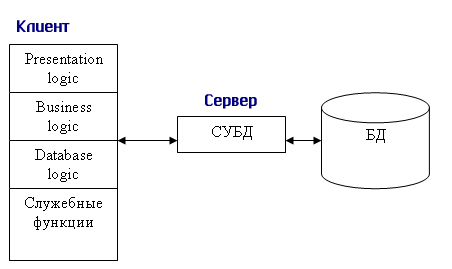 Клиент
Presentation
logic
Business
logic
Database
logic
Служебные
функции
Сервер
СУБД
БД